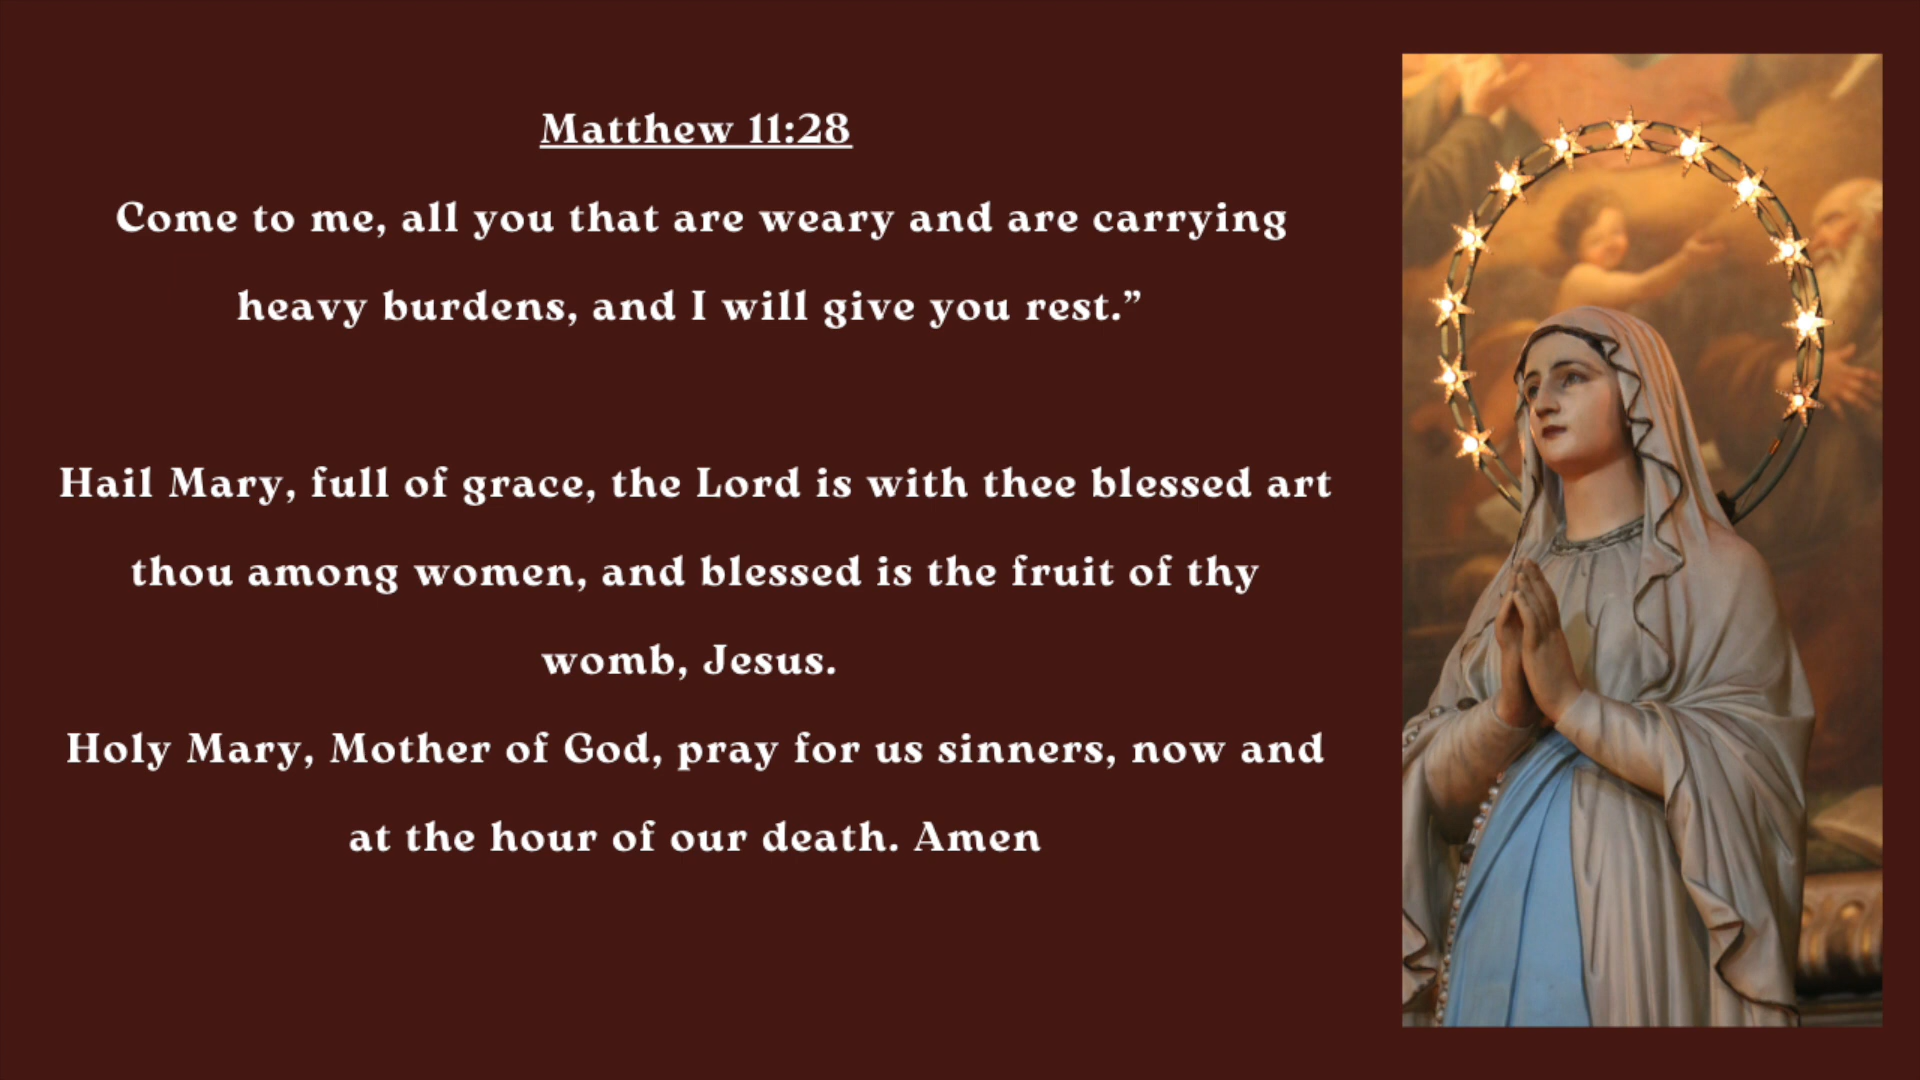 Matthew 11:28
Come to me, all you that are weary and are carrying
heavy burdens, and I will give you rest.”
Hail Mary, full of grace, the Lord is with thee blessed art
thou among women, and blessed is the fruit of thy
womb, Jesus.
Holy Mary, Mother of God, pray for us sinners, now and
at the hour of our death. Amen